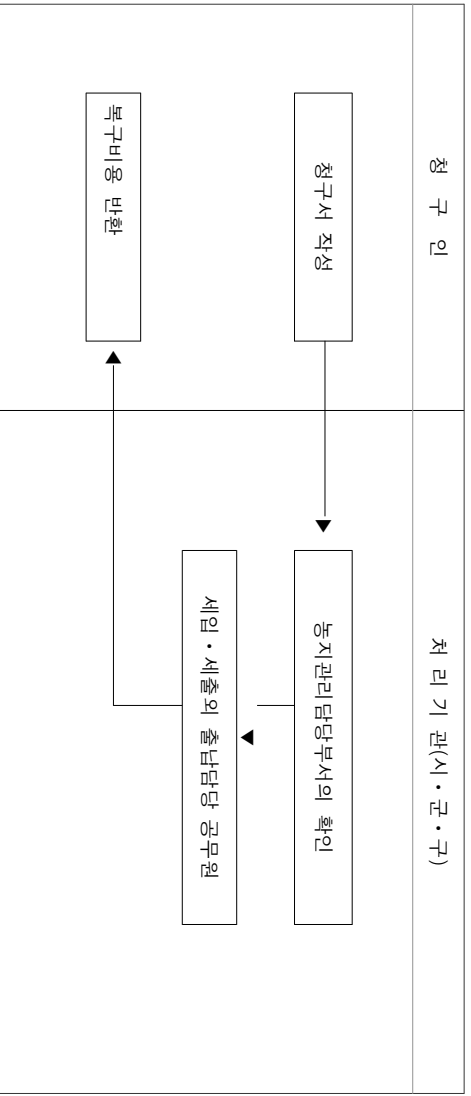 청 구 인
처 리 기 관(시・군・구)
청구서 작성
농지관리담당부서의 확인
세입・세출외 출납담당 공무원
복구비용 반환